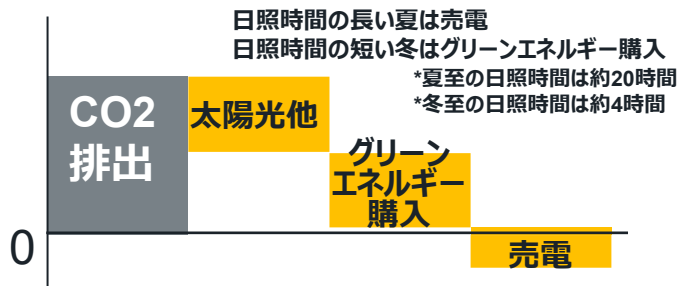 日照時間の長い夏は売電
日照時間の短い冬はグリーンエネルギー購入
*夏至の日照時間は約20時間
*冬至の日照時間は約4時間
CO2
排出
太陽光他
グリーン
エネルギー
購入
0
売電